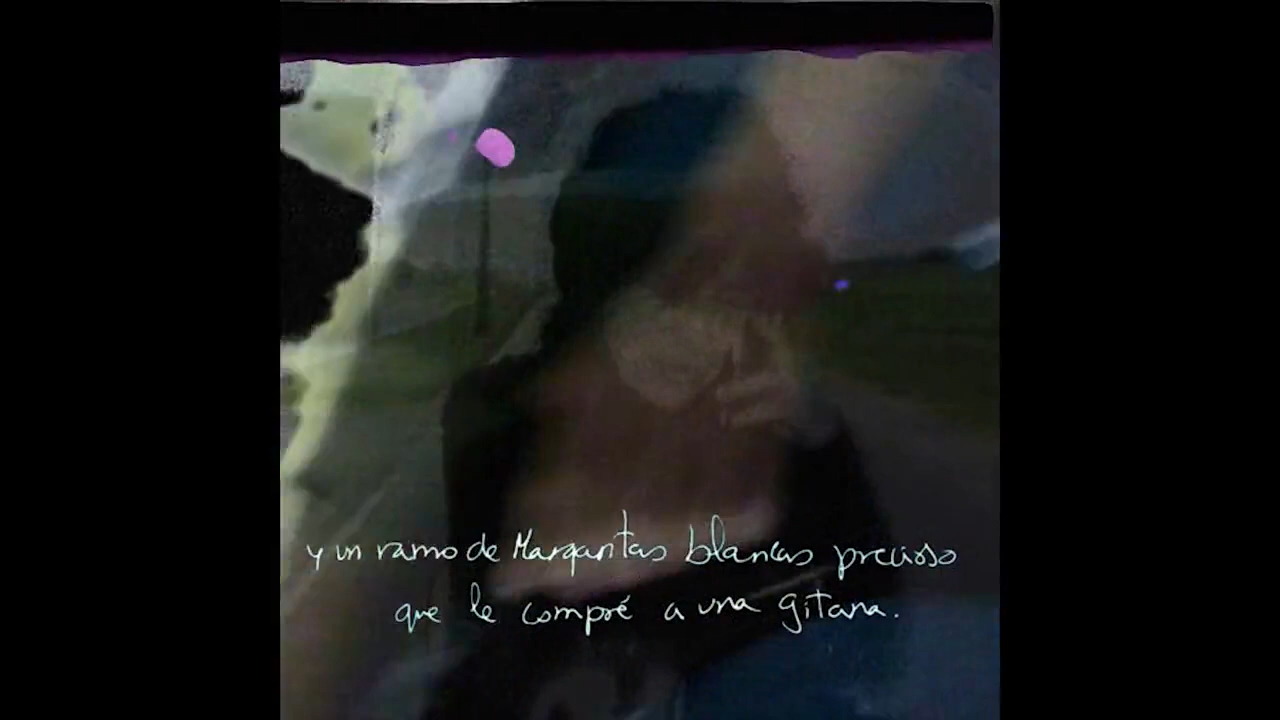 y un ramo de Margaritas blancas precioso
que le compré a una gitana.